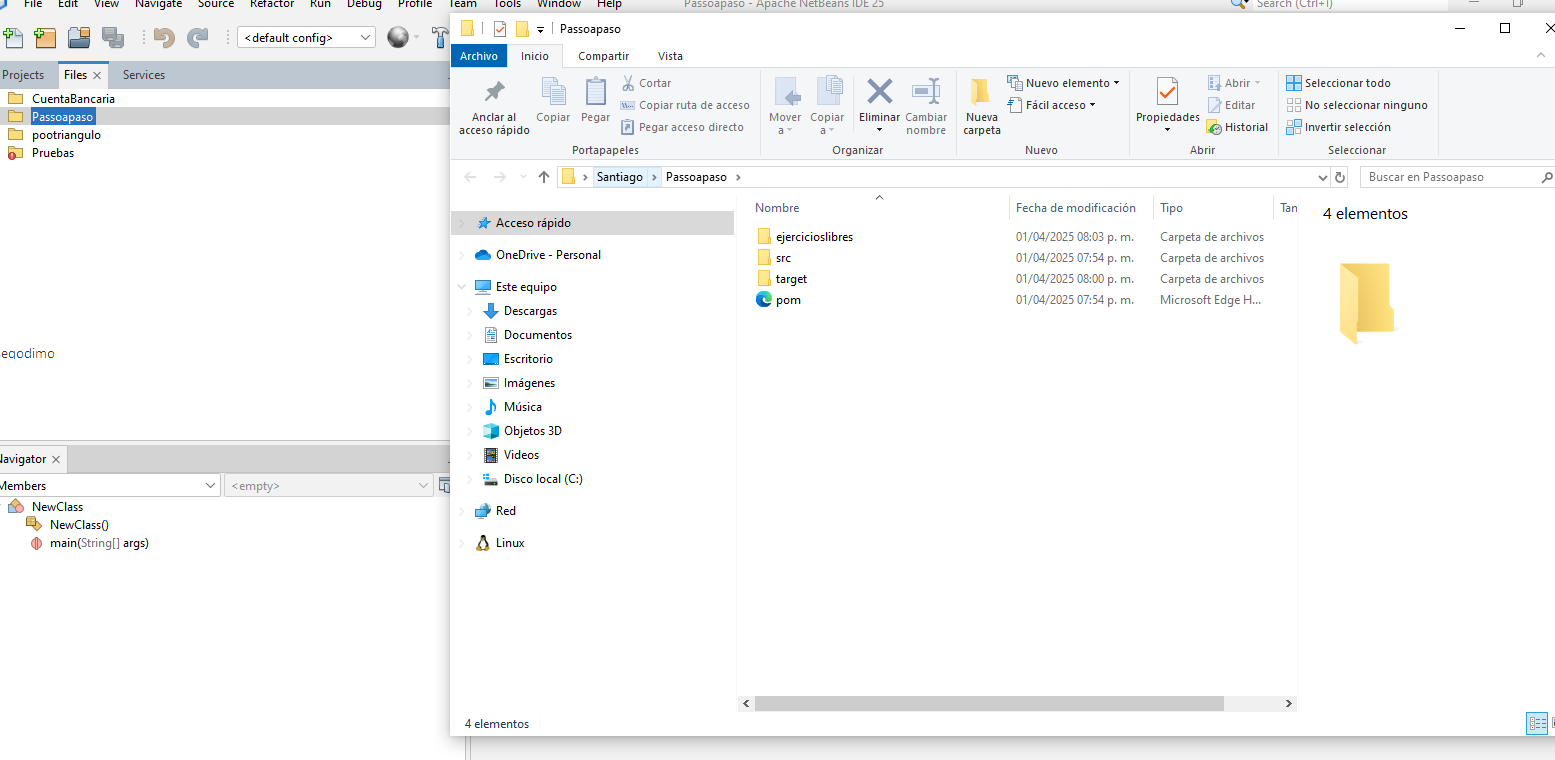 File Edit View Navigate Source Refactor Run Debug Profile Team Tools Window Help
Passoapaso - Apache NetBeans IDE 25
Search (Ctrl+I)
<default config>
Projects
Files
Services
CuentaBancaria
Passoapaso
pootriangulo
Pruebas
Navigator
Members
<empty>
NewClass
NewClass()
main(String[] args)
Passoapaso
Archivo
Inicio
Compartir
Vista
Anclar al
acceso rápido
Copiar
Pegar
Cortar
Copiar ruta de acceso
Pegar acceso directo
Portapapeles
Mover
a
Copiar
a
Eliminar
Cambiar
nombre
Organizar
Nueva
carpeta
Nuevo elemento
Fácil acceso
Nuevo
Propiedades
Abrir
Editar
Historial
Abrir
Seleccionar todo
No seleccionar ninguno
Invertir selección
Seleccionar
Santiago
Passoapaso
Buscar en Passoapaso
Acceso rápido
OneDrive - Personal
Este equipo
Descargas
Documentos
Escritorio
Imágenes
Música
Objetos 3D
Videos
Disco local (C:)
Red
Linux
Nombre Fecha de modificación Tipo Tan
ejercicioslibres 01/04/2025 08:03 p. m. Carpeta de archivos
src 01/04/2025 07:54 p. m. Carpeta de archivos
target 01/04/2025 08:00 p. m. Carpeta de archivos
pom 01/04/2025 07:54 p. m. Microsoft Edge H...
4 elementos
4 elementos